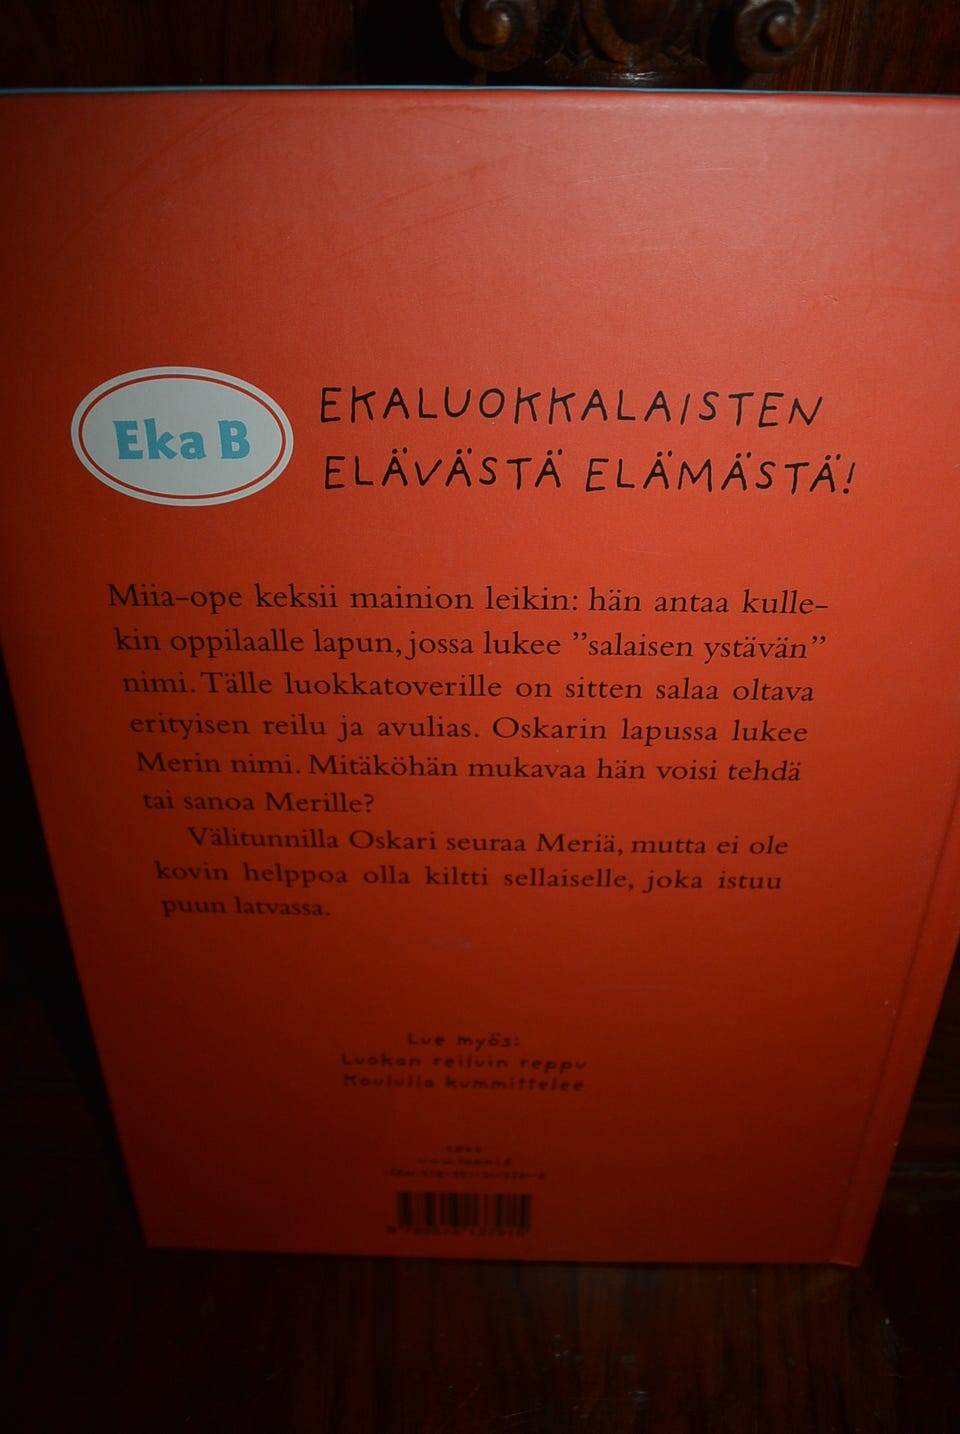 Eka B
EKALUOKKALAISTEN
ELÄVÄSTÄ ELÄMÄSTÄ!
Miia-ope keksii mainion leikin: hän antaa kulle-
kin oppilaalle lapun, jossa lukee ”salaisen ystävän”
nimi. Tälle luokkatoverille on sitten salaa oltava
erityisen reilu ja avulias. Oskarin lapussa lukee
Merin nimi. Mitäköhän mukavaa hän voisi tehdä
tai sanoa Merille?
Välitunnilla Oskari seuraa Meriä, mutta ei ole
kovin helppoa olla kiltti sellaiselle, joka istuu
puun latvassa.
Lue myös:
Luokan reiluin reppu
Koululla kummittelee